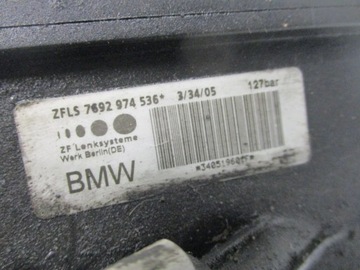 ZFLS 7692 974 536* 3/34/05 127bar
ZF Lenksysteme
Werk Berlin(DE)
BMW